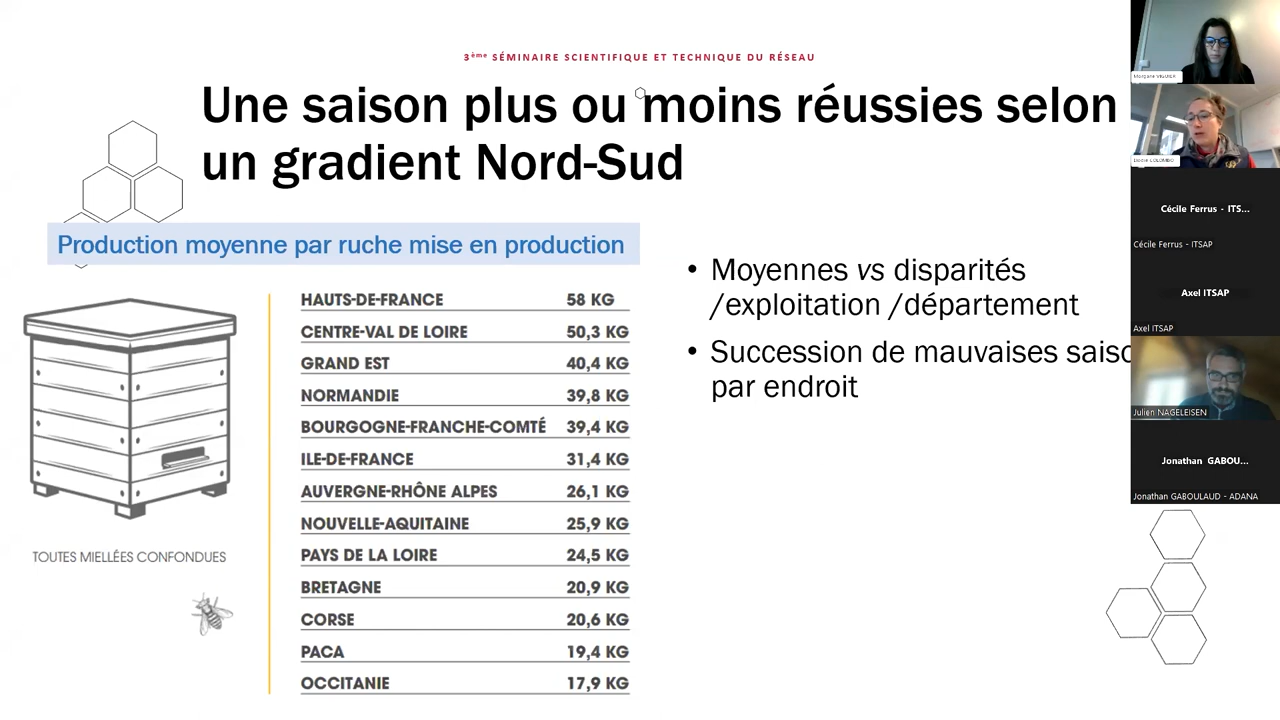 3ème SÉMINAIRE SCIENTIFIQUE ET TECHNIQUE DU RÉSEAU
Une saison plus ou moins réussies selon
un gradient Nord-Sud
Production moyenne par ruche mise en production
HAUTS-DE-FRANCE 58 KG
CENTRE-VAL DE LOIRE 50,3 KG
GRAND EST 40,4 KG
NORMANDIE 39,8 KG
BOURGOGNE-FRANCHE-COMTÉ 39,4 KG
ILE-DE-FRANCE 31,4 KG
AUVERGNE-RHÔNE ALPES 26,1 KG
NOUVELLE-AQUITAINE 25,9 KG
PAYS DE LA LOIRE 24,5 KG
BRETAGNE 20,9 KG
CORSE 20,6 KG
PACA 19,4 KG
OCCITANIE 17,9 KG
TOUTES MIELLÉES CONFONDUES
• Moyennes vs disparités
/exploitation /département
• Succession de mauvaises saiso
par endroit
Cécile Ferrus - ITS...
Cécile Ferrus - ITSAP
Axel ITSAP
Axel ITSAP
Julien NAGELEISEN
Jonathan GABOU...
Jonathan GABOULAUD - ADANA